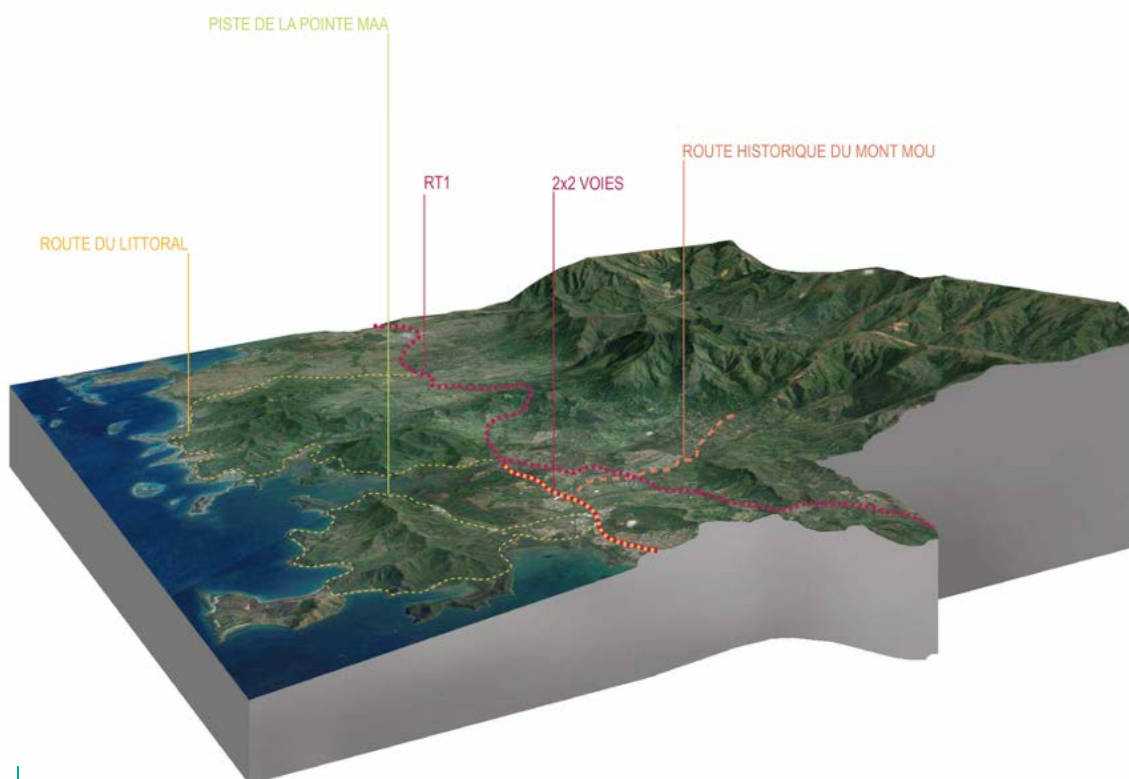 PISTE DE LA POINTE MAA
ROUTE HISTORIQUE DU MONT MOU
RT1
2x2 VOIES
ROUTE DU LITTORAL